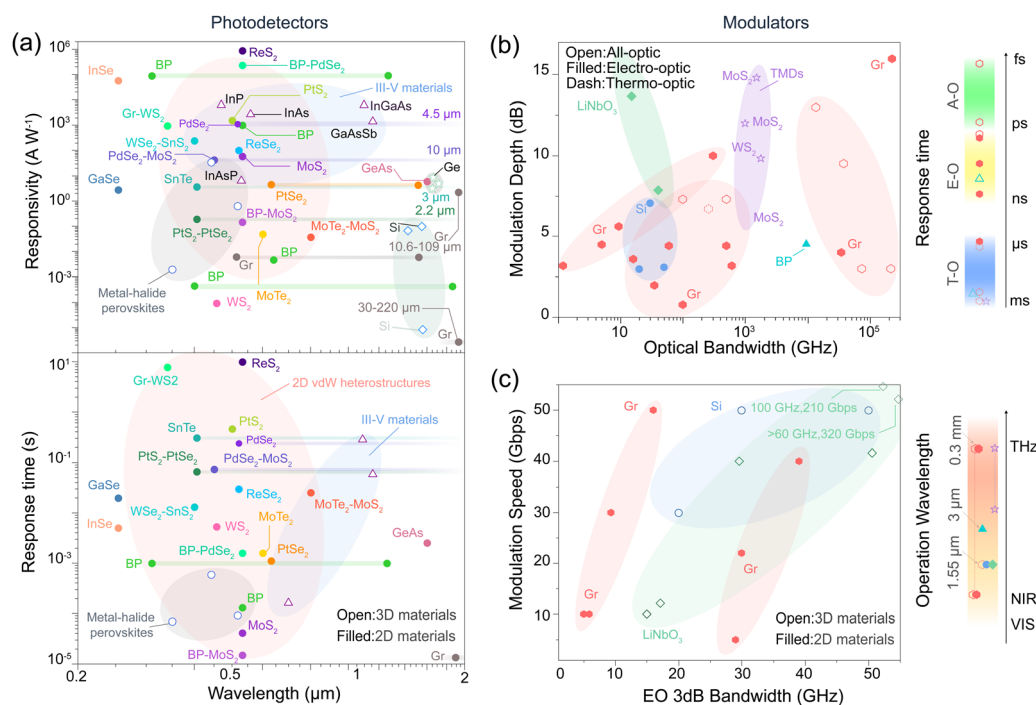 Photodetectors
Modulators
(a)
10⁶
10³
10⁰
10⁻³
Responsivity (A W⁻¹)
InSe
BP
ReS₂
BP-PdSe₂
PtS₂
InP
III-V materials
InGaAs
InAs
4.5 μm
Gr-WS₂
PdSe₂
BP
GaAsSb
WSe₂-SnS₂
ReSe₂
10 μm
PdSe₂-MoS₂
MoS₂
GeAs
Ge
GaSe
SnTe
InAsP
PtSe₂
3 μm
2.2 μm
BP-MoS₂
Si
Gr
PtS₂-PtSe₂
MoTe₂-MoS₂
10.6-109 μm
Gr
BP
BP
Metal-halide
perovskites
MoTe₂
WS₂
30-220 μm
Si
Gr
10¹
10⁻¹
10⁻³
10⁻⁵
Response time (s)
Gr-WS2
ReS₂
2D vdW heterostructures
PtS₂
III-V materials
SnTe
PdSe₂
PtS₂-PtSe₂
PdSe₂-MoS₂
GaSe
ReSe₂
MoTe₂-MoS₂
WSe₂-SnS₂
InSe
WS₂
MoTe₂
GeAs
BP-PdSe₂
PtSe₂
BP
BP
Metal-halide
perovskites
MoS₂
Open:3D materials
Filled:2D materials
BP-MoS₂
Gr
0.2
0.5
1
2
Wavelength (μm)
(b)
15
10
5
0
Modulation Depth (dB)
Open:All-optic
Filled:Electro-optic
Dash:Thermo-optic
LiNbO₃
MoS₂
TMDs
Gr
MoS₂
WS₂
Si
MoS₂
BP
Gr
Gr
10¹
10³
10⁵
Optical Bandwidth (GHz)
A-O
E-O
T-O
Response time
fs
ps
ns
μs
ms
(c)
50
40
30
20
10
Modulation Speed (Gbps)
Gr
Si
100 GHz,210 Gbps
>60 GHz,320 Gbps
Gr
Gr
LiNbO₃
Open:3D materials
Filled:2D materials
0
10
20
30
40
50
EO 3dB Bandwidth (GHz)
Operation Wavelength
0.3 mm
3 μm
1.55 μm
THz
NIR
VIS